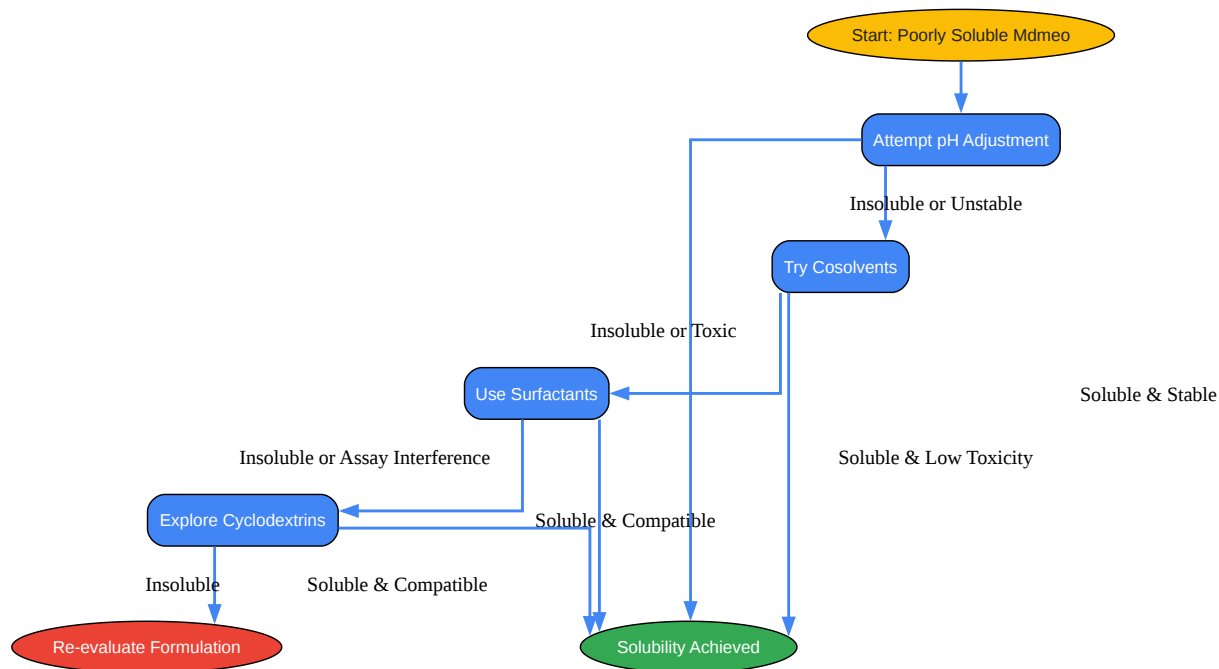 Start: Poorly Soluble Mdmeo
Attempt pH Adjustment
Insoluble or Unstable
Try Cosolvents
Insoluble or Toxic
Use Surfactants
Soluble & Stable
Insoluble or Assay Interference
Soluble & Low Toxicity
Explore Cyclodextrins
Soluble & Compatible
Insoluble
Soluble & Compatible
Re-evaluate Formulation
Solubility Achieved